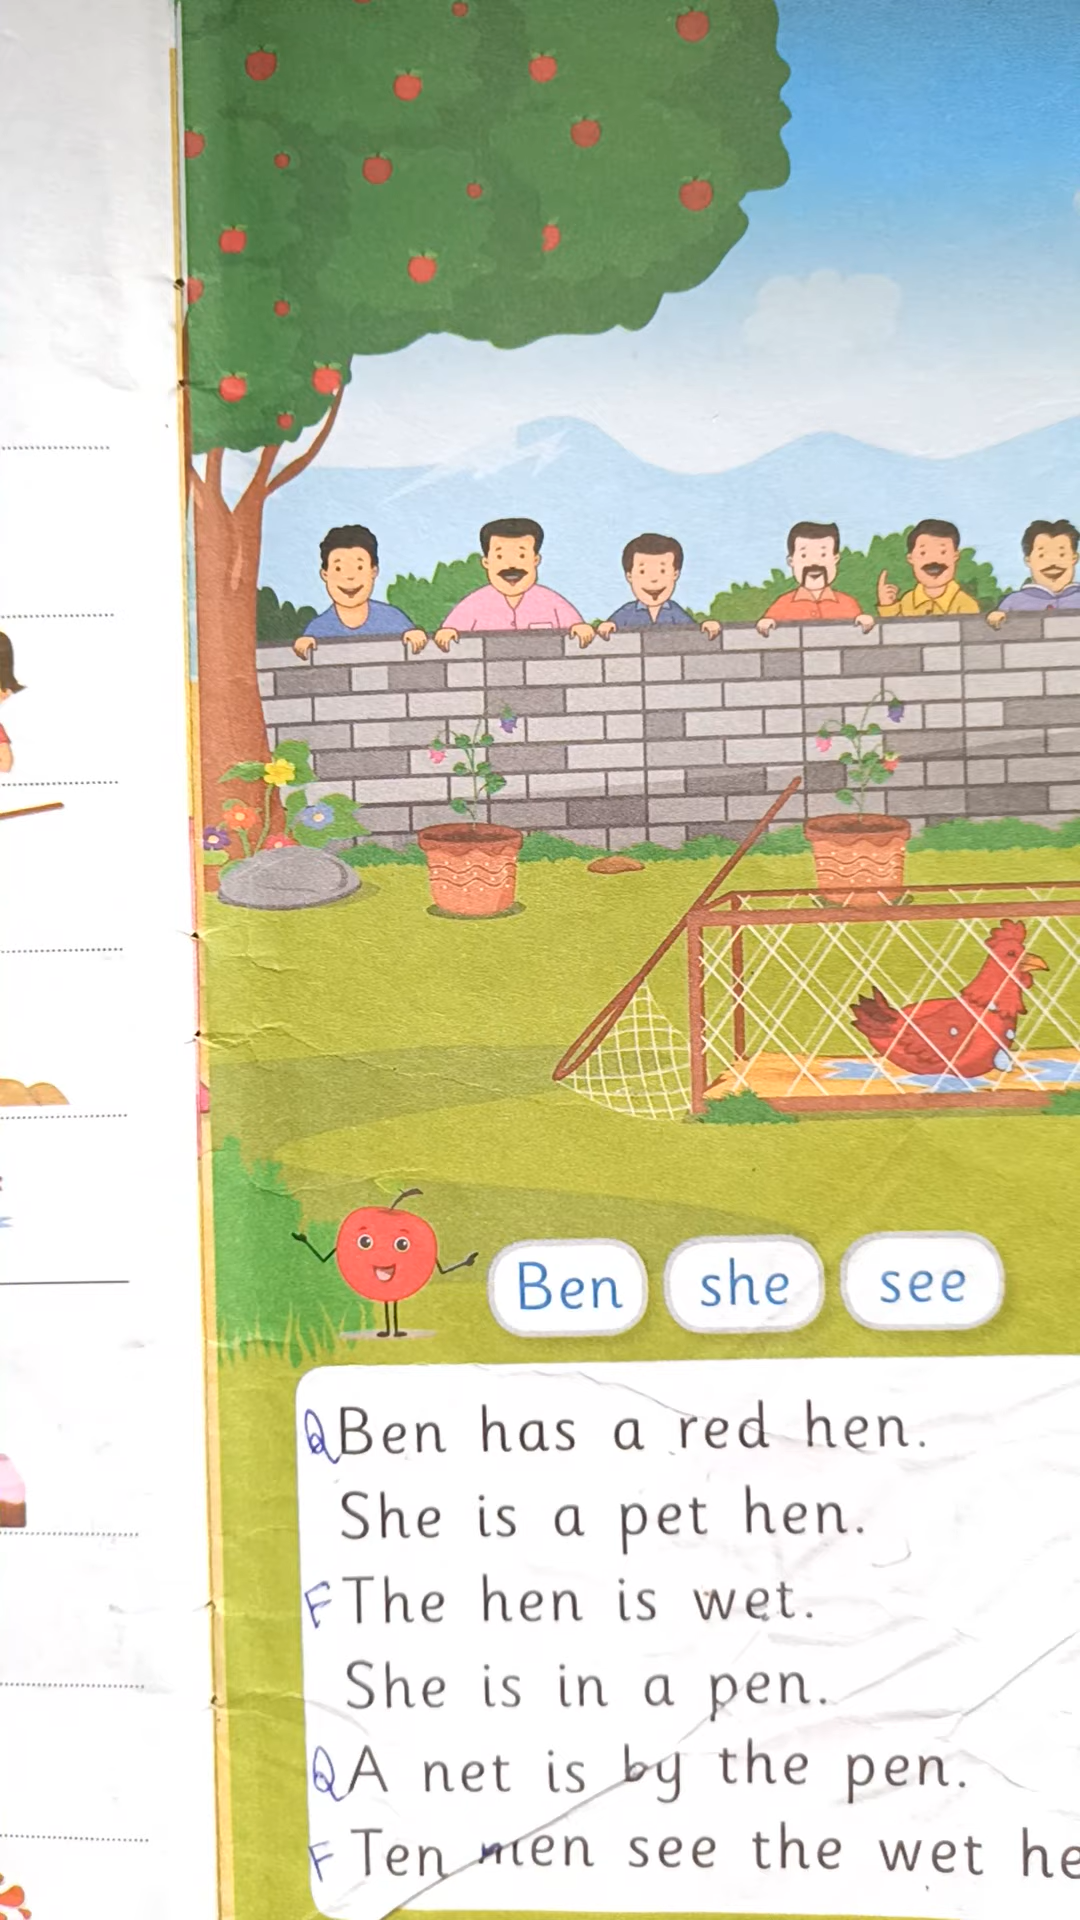 Ben she see
Q Ben has a red hen.
She is a pet hen.
F The hen is wet.
She is in a pen.
Q A net is by the pen.
F Ten men see the wet he